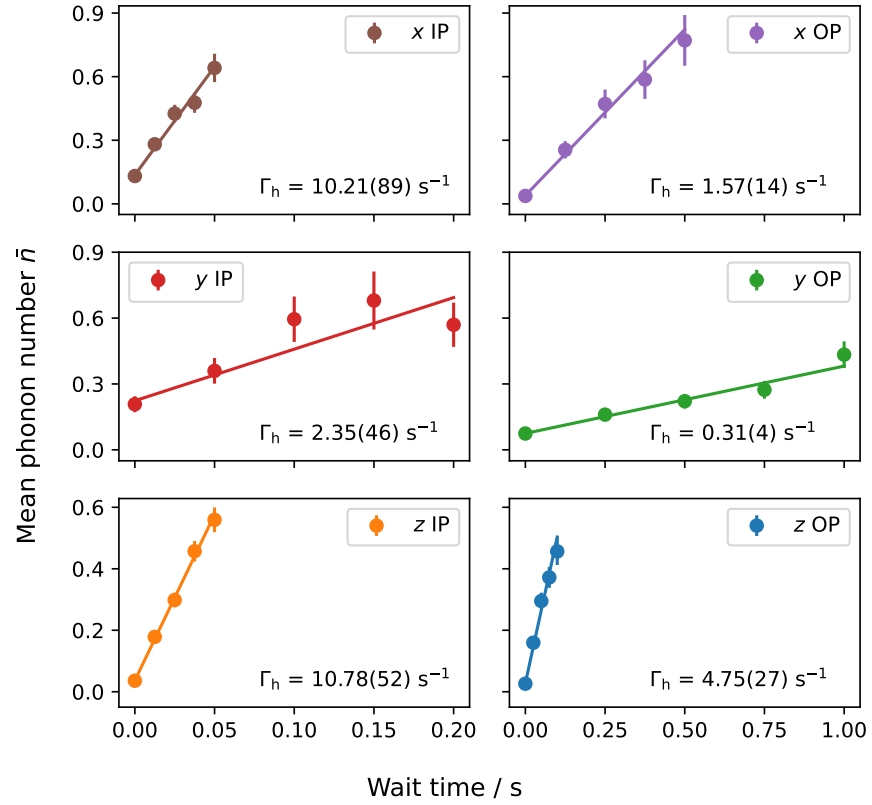 Mean phonon number n̄
0.9
0.6
0.3
0.0
x IP
Γh = 10.21(89) s⁻¹
x OP
Γh = 1.57(14) s⁻¹
0.9
0.6
0.3
0.0
y IP
Γh = 2.35(46) s⁻¹
y OP
Γh = 0.31(4) s⁻¹
0.6
0.4
0.2
0.0
z IP
Γh = 10.78(52) s⁻¹
0.00 0.05 0.10 0.15 0.20
z OP
Γh = 4.75(27) s⁻¹
0.00 0.25 0.50 0.75 1.00
Wait time / s